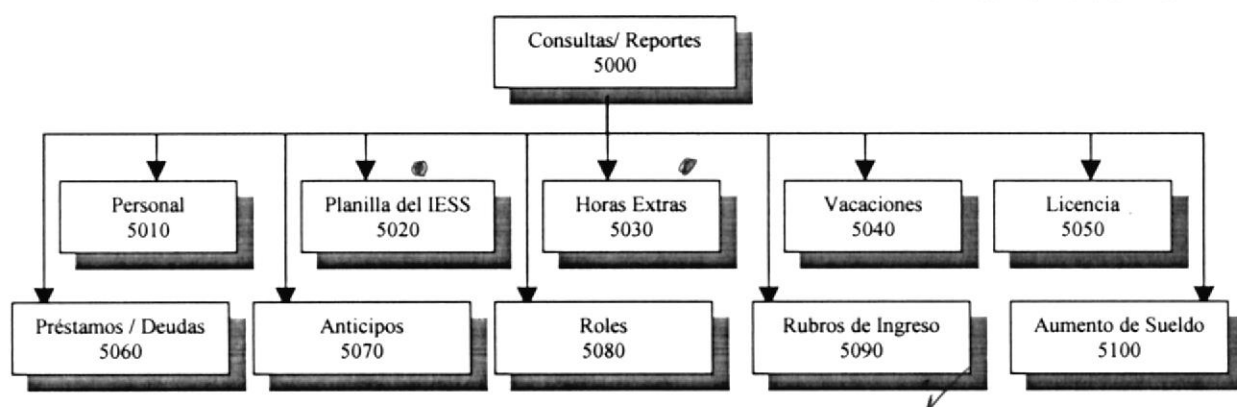 Consultas/ Reportes
5000
Personal
5010
Planilla del IESS
5020
Horas Extras
5030
Vacaciones
5040
Licencia
5050
Préstamos / Deudas
5060
Anticipos
5070
Roles
5080
Rubros de Ingreso
5090
Aumento de Sueldo
5100